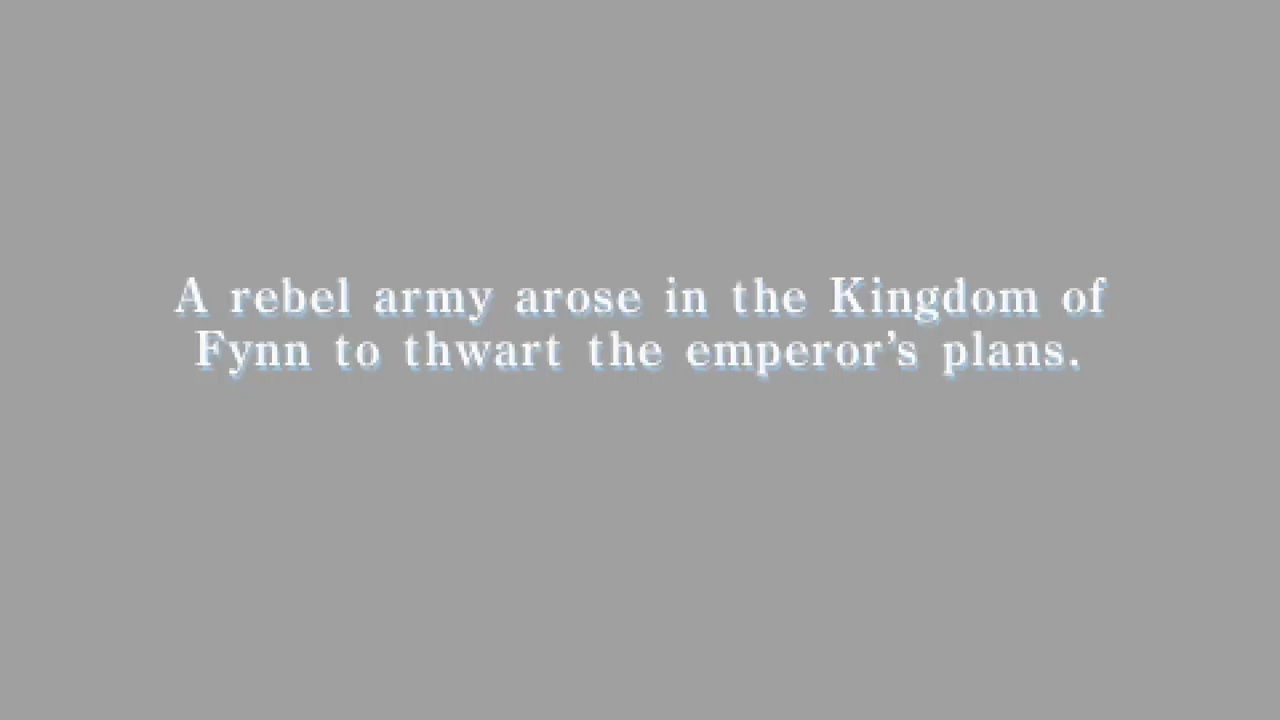 A rebel army arose in the Kingdom of
Fynn to thwart the emperor’s plans.